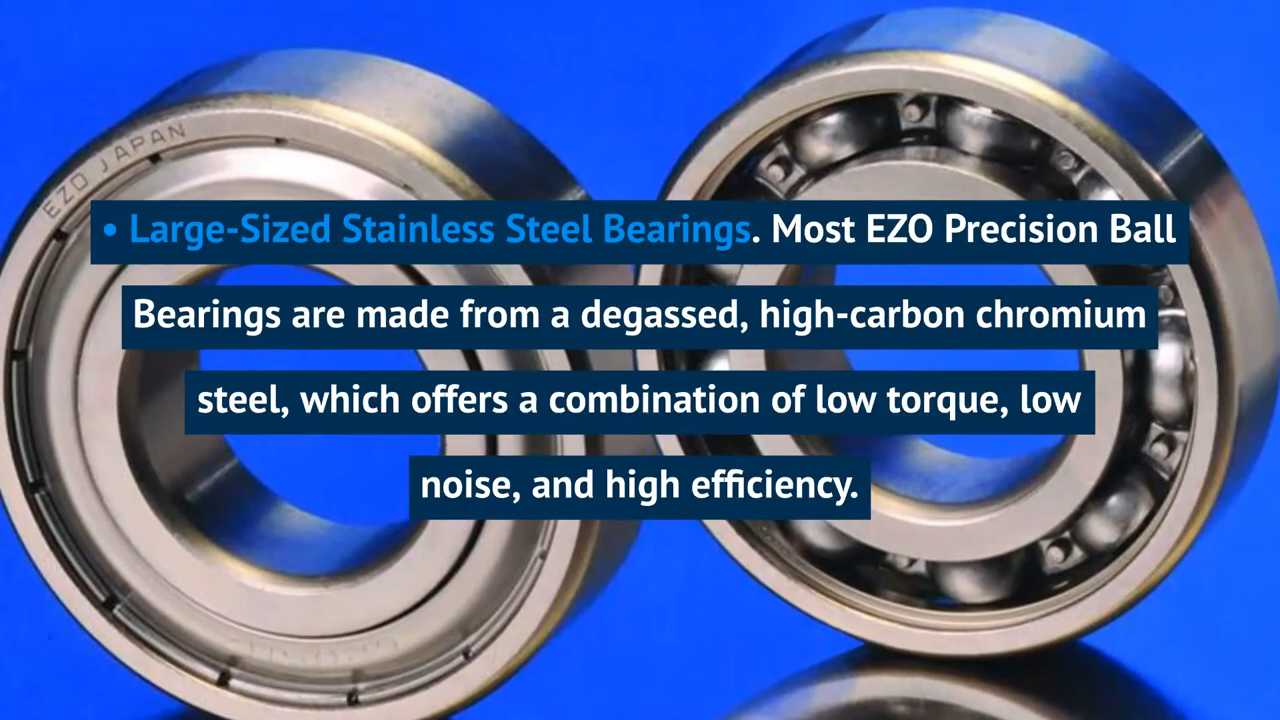 EZO JAPAN
• Large-Sized Stainless Steel Bearings. Most EZO Precision Ball
Bearings are made from a degassed, high-carbon chromium
steel, which offers a combination of low torque, low
noise, and high efficiency.